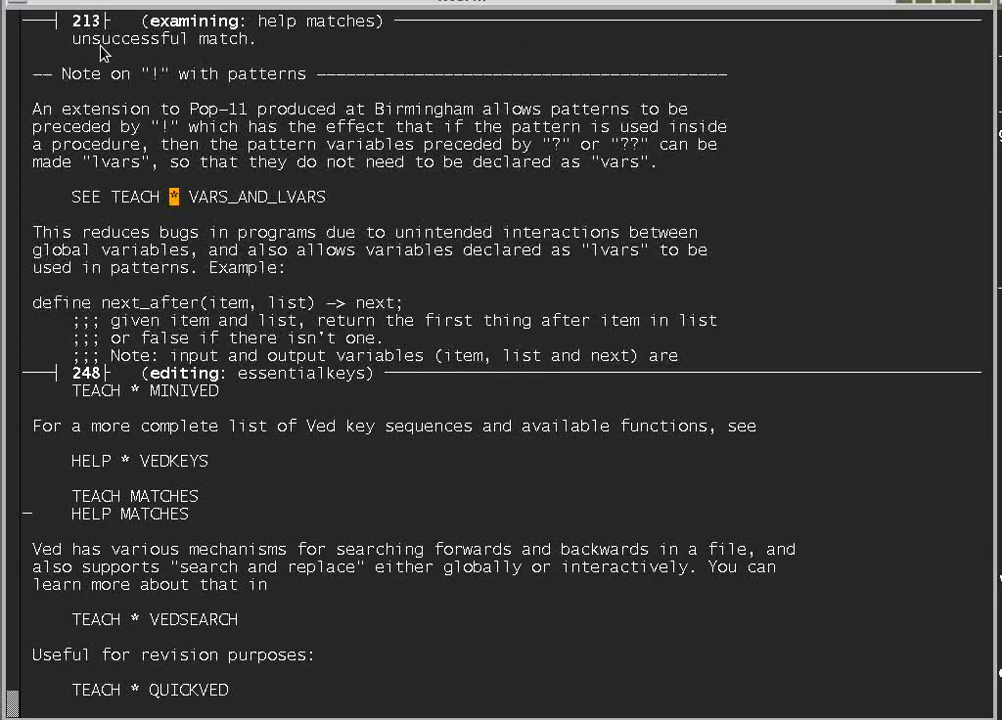 213 (examining: help matches)
unsuccessful match.
-- Note on "!" with patterns ------------------------------------------
An extension to Pop-11 produced at Birmingham allows patterns to be
preceded by "!" which has the effect that if the pattern is used inside
a procedure, then the pattern variables preceded by "?" or "??" can be
made "lvars", so that they do not need to be declared as "vars".
SEE TEACH * VARS_AND_LVARS
This reduces bugs in programs due to unintended interactions between
global variables, and also allows variables declared as "lvars" to be
used in patterns. Example:
define next_after(item, list) -> next;
;;; given item and list, return the first thing after item in list
;;; or false if there isn't one.
;;; Note: input and output variables (item, list and next) are
248 (editing: essentialkeys)
TEACH * MINIVED
For a more complete list of Ved key sequences and available functions, see
HELP * VEDKEYS
TEACH MATCHES
HELP MATCHES
Ved has various mechanisms for searching forwards and backwards in a file, and
also supports "search and replace" either globally or interactively. You can
learn more about that in
TEACH * VEDSEARCH
Useful for revision purposes:
TEACH * QUICKVED